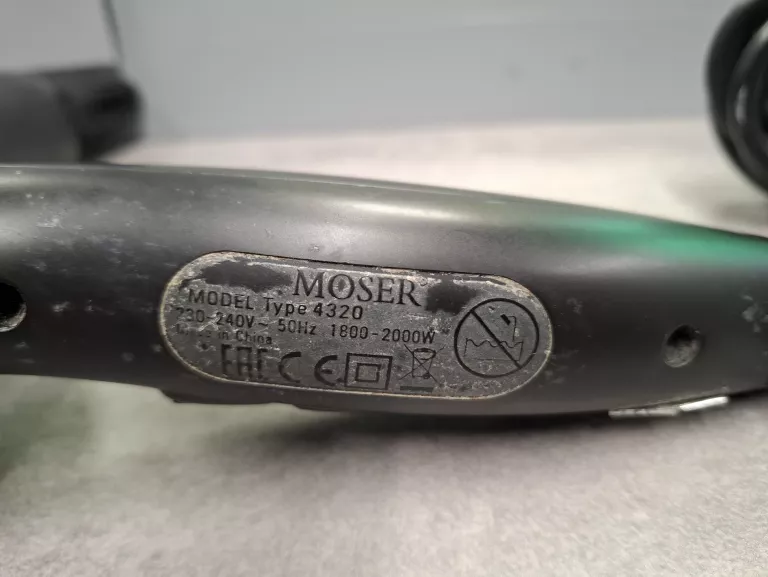 MOSER
MODEL Type 4320
230-240V~ 50Hz 1800-2000W
Made in China
EAC CE